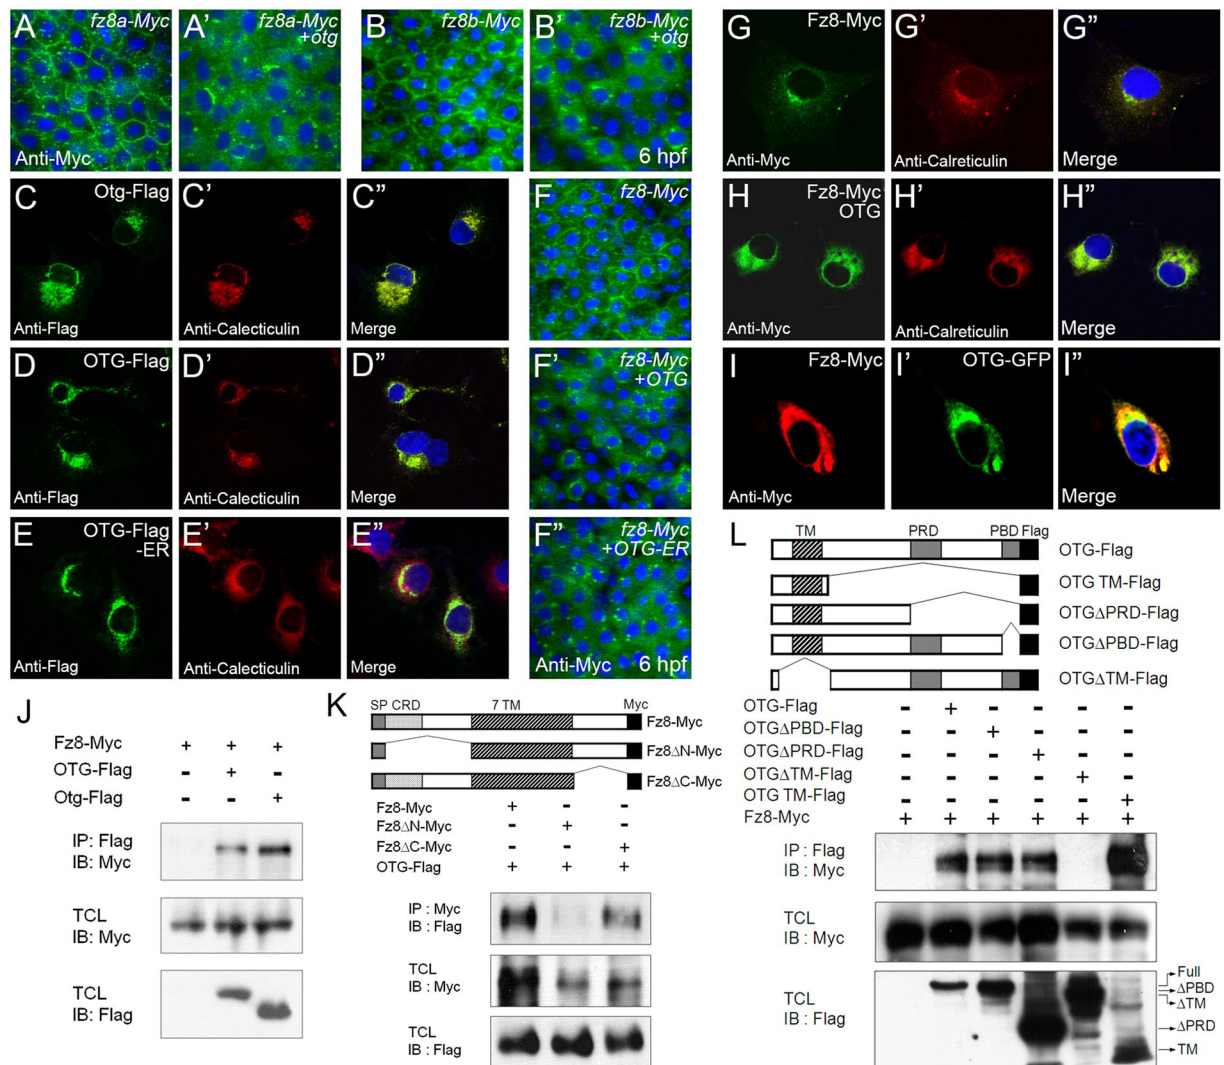 A
fz8a-Myc
Anti-Myc
A'
fz8a-Myc
+otg
B
fz8b-Myc
B'
fz8b-Myc
+otg
6 hpf
G
Fz8-Myc
Anti-Myc
G'
Anti-Calreticulin
G"
Merge
C
Otg-Flag
Anti-Flag
C'
Anti-Calecticulin
C"
Merge
F
fz8-Myc
H
Fz8-Myc
OTG
Anti-Myc
H'
Anti-Calreticulin
H"
Merge
D
OTG-Flag
Anti-Flag
D'
Anti-Calecticulin
D"
Merge
F'
fz8-Myc
+OTG
I
Fz8-Myc
Anti-Myc
I'
OTG-GFP
I"
Merge
E
OTG-Flag
-ER
Anti-Flag
E'
Anti-Calecticulin
E"
Merge
F"
fz8-Myc
+OTG-ER
Anti-Myc
6 hpf
J
Fz8-Myc + + +
OTG-Flag - + -
Otg-Flag - - +
IP: Flag
IB: Myc
TCL
IB: Myc
TCL
IB: Flag
K
SP CRD 7 TM Myc
Fz8-Myc
Fz8ΔN-Myc
Fz8ΔC-Myc
Fz8-Myc + - -
Fz8ΔN-Myc - + -
Fz8ΔC-Myc - - +
OTG-Flag + + +
IP : Myc
IB : Flag
TCL
IB : Myc
TCL
IB : Flag
L
TM PRD PBD Flag
OTG-Flag
OTG TM-Flag
OTGΔPRD-Flag
OTGΔPBD-Flag
OTGΔTM-Flag
OTG-Flag - + - - - -
OTGΔPBD-Flag - - + - - -
OTGΔPRD-Flag - - - + - -
OTGΔTM-Flag - - - - + -
OTG TM-Flag - - - - - +
Fz8-Myc + + + + + +
IP : Flag
IB : Myc
TCL
IB : Myc
TCL
IB : Flag
Full
ΔPBD
ΔTM
ΔPRD
TM